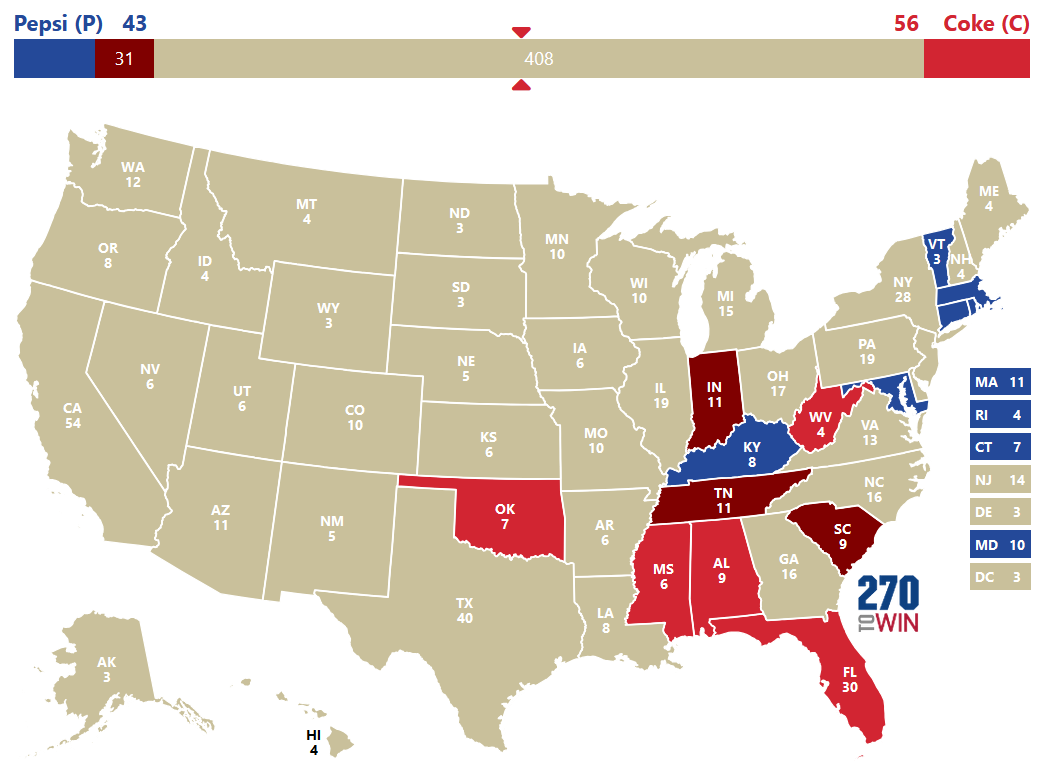 Pepsi (P) 43
56 Coke (C)
31
408
WA
12
OR
8
CA
54
NV
6
ID
4
MT
4
WY
3
UT
6
AZ
11
CO
10
NM
5
ND
3
SD
3
NE
5
KS
6
OK
7
TX
40
MN
10
IA
6
MO
10
AR
6
LA
8
WI
10
IL
19
MI
15
IN
11
OH
17
KY
8
TN
11
MS
6
AL
9
GA
16
FL
30
SC
9
NC
16
VA
13
WV
4
PA
19
NY
28
VT
3
NH
4
ME
4
MA 11
RI 4
CT 7
NJ 14
DE 3
MD 10
DC 3
AK
3
HI
4
270
TO WIN